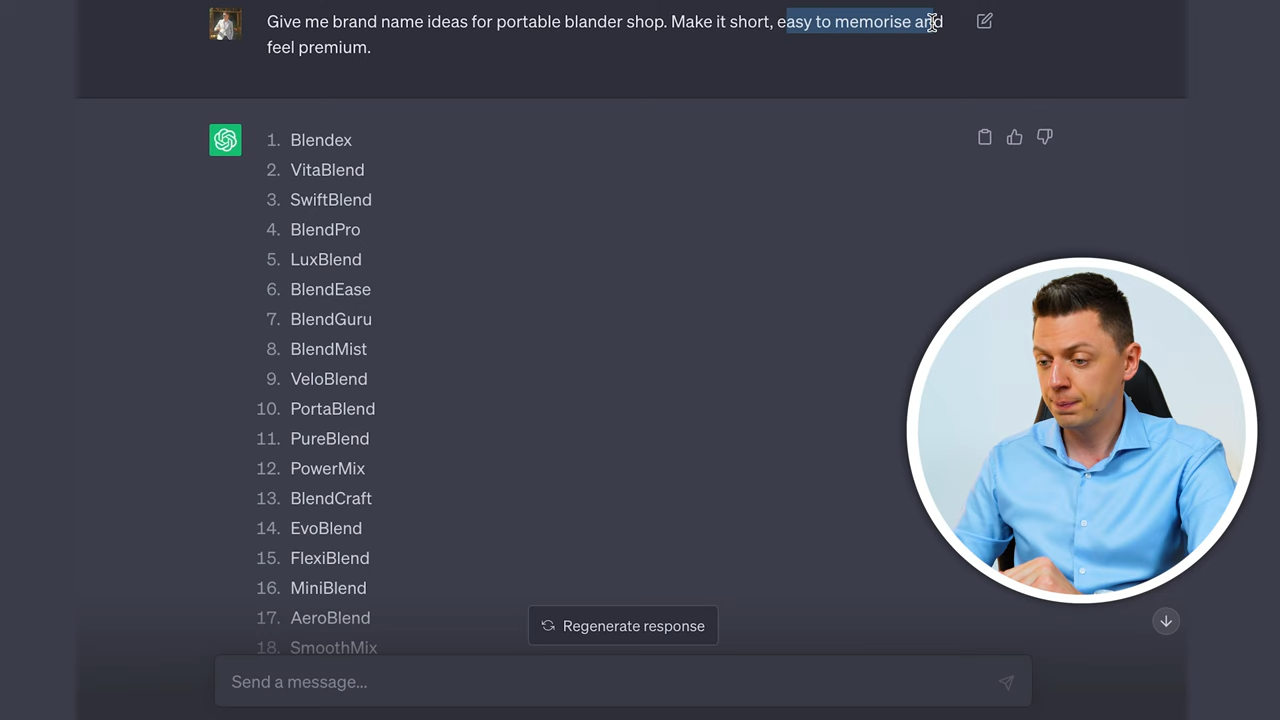 Give me brand name ideas for portable blander shop. Make it short, easy to memorise and
feel premium.
1. Blendex
2. VitaBlend
3. SwiftBlend
4. BlendPro
5. LuxBlend
6. BlendEase
7. BlendGuru
8. BlendMist
9. VeloBlend
10. PortaBlend
11. PureBlend
12. PowerMix
13. BlendCraft
14. EvoBlend
15. FlexiBlend
16. MiniBlend
17. AeroBlend
Regenerate response
18. SmoothMix
Send a message...